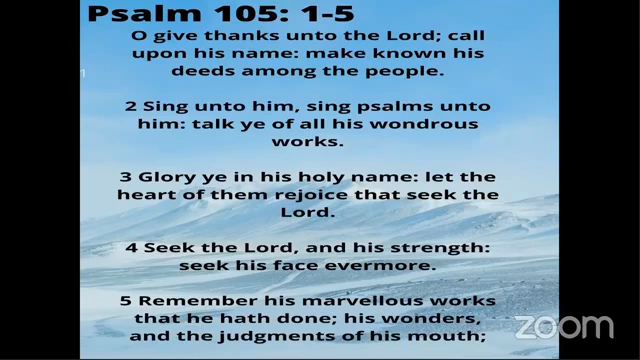 Psalm 105: 1-5
O give thanks unto the Lord; call
upon his name: make known his
deeds among the people.
2 Sing unto him, sing psalms unto
him: talk ye of all his wondrous
works.
3 Glory ye in his holy name: let the
heart of them rejoice that seek the
Lord.
4 Seek the Lord, and his strength:
seek his face evermore.
5 Remember his marvellous works
that he hath done; his wonders,
and the judgments of his mouth;
zoom